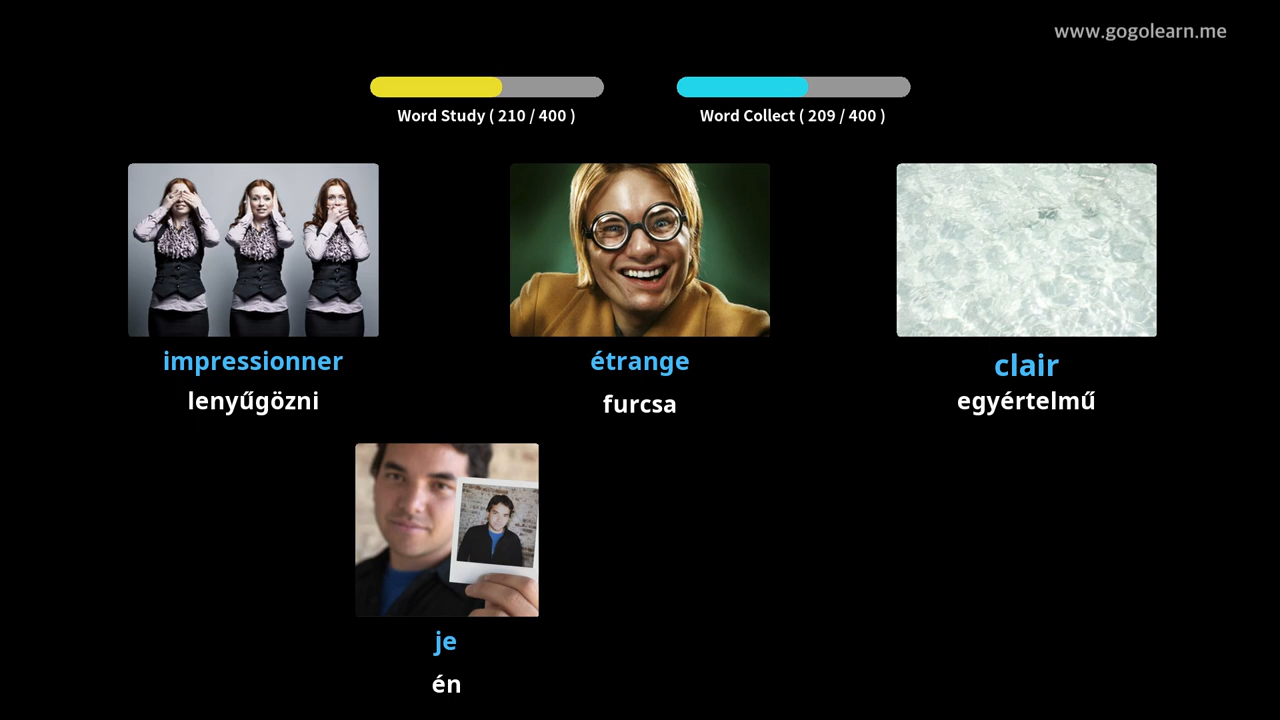 www.gogolearn.me
Word Study ( 210 / 400 )
Word Collect ( 209 / 400 )
impressionner
lenyűgözni
étrange
furcsa
clair
egyértelmű
je
én